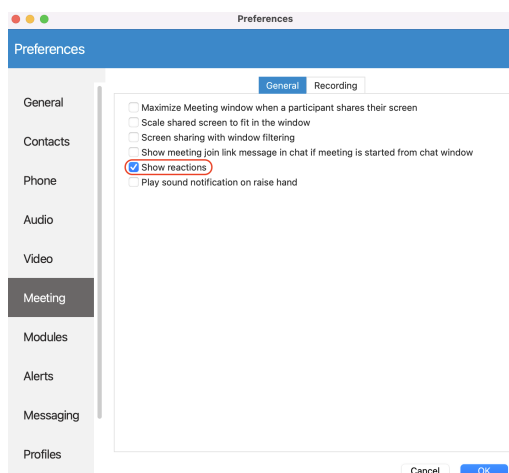 Preferences
Preferences
General
Contacts
Phone
Audio
Video
Meeting
Modules
Alerts
Messaging
Profiles
General
Recording
Maximize Meeting window when a participant shares their screen
Scale shared screen to fit in the window
Screen sharing with window filtering
Show meeting join link message in chat if meeting is started from chat window
Show reactions
Play sound notification on raise hand
Cancel
OK